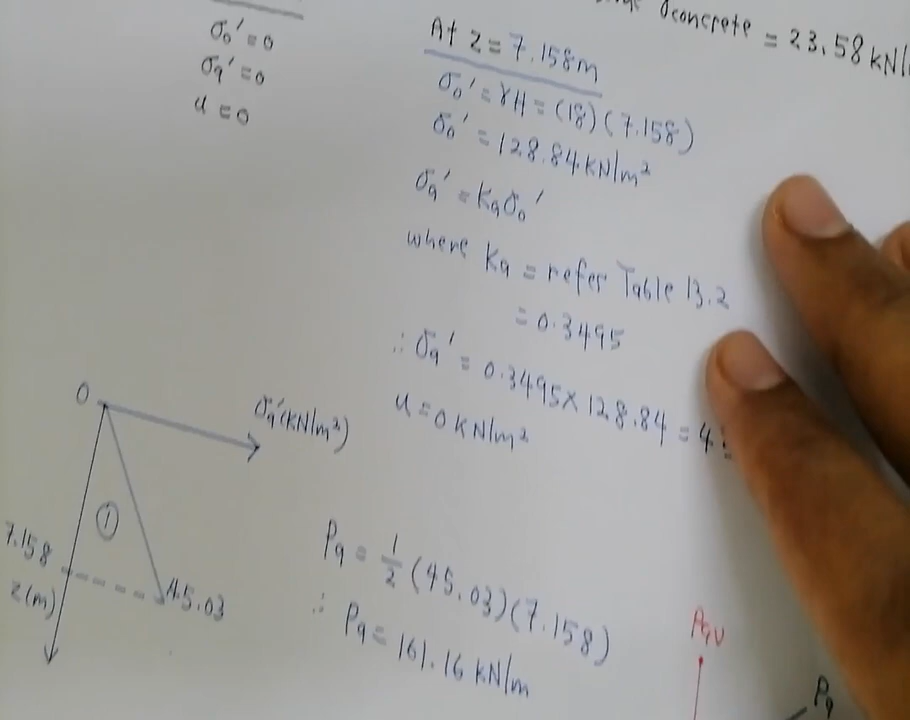 σconcrete = 23.58 kN/
σo' = 0
σa' = 0
u = 0
At z = 7.158m
σo' = γH = (18)(7.158)
σo' = 128.84 kN/m²
σa' = Kaσo'
where Ka = refer Table 13.2
= 0.3495
∴ σa' = 0.3495 x 128.84 = 4
u = 0 kN/m²
0
σa' (kN/m²)
①
7.158
z(m)
45.03
Pa = 1/2 (45.03)(7.158)
∴ Pa = 161.16 kN/m
Pav
Pa